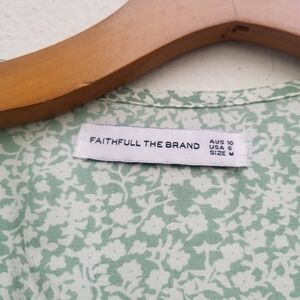 FAITHFULL THE BRAND
AUS 10
USA 6
SIZE M